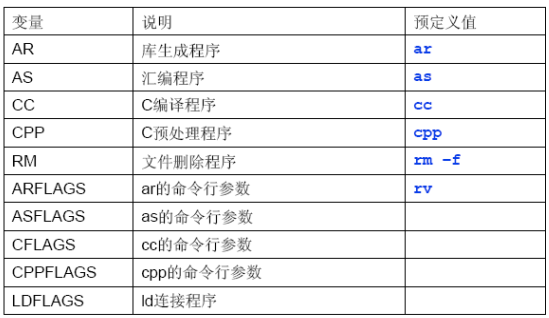 变量 说明 预定义值
AR 库生成程序 ar
AS 汇编程序 as
CC C编译程序 cc
CPP C预处理程序 cpp
RM 文件删除程序 rm –f
ARFLAGS ar的命令行参数 rv
ASFLAGS as的命令行参数
CFLAGS cc的命令行参数
CPPFLAGS cpp的命令行参数
LDFLAGS ld连接程序